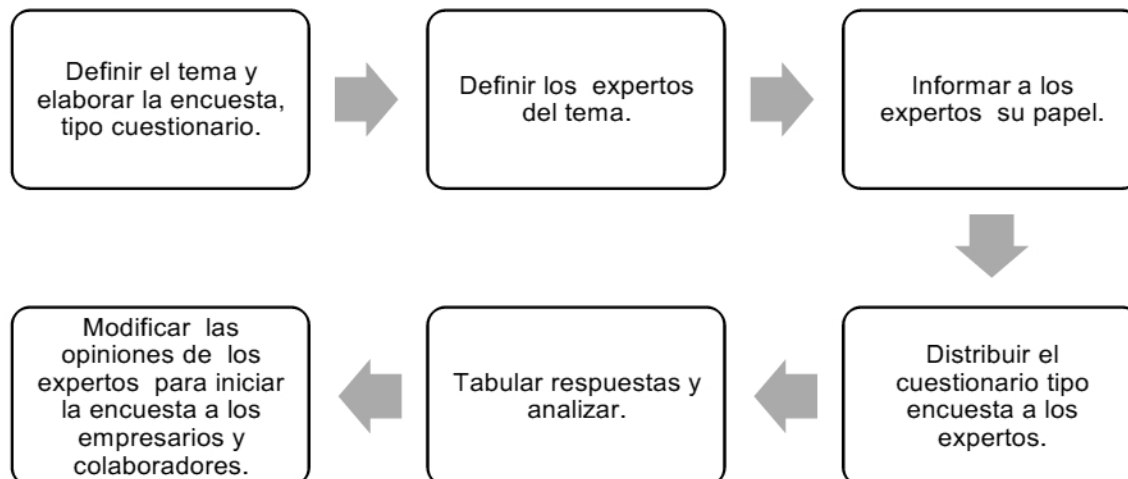 Definir el tema y
elaborar la encuesta,
tipo cuestionario.
Definir los expertos
del tema.
Informar a los
expertos su papel.
Distribuir el
cuestionario tipo
encuesta a los
expertos.
Tabular respuestas y
analizar.
Modificar las
opiniones de los
expertos para iniciar
la encuesta a los
empresarios y
colaboradores.